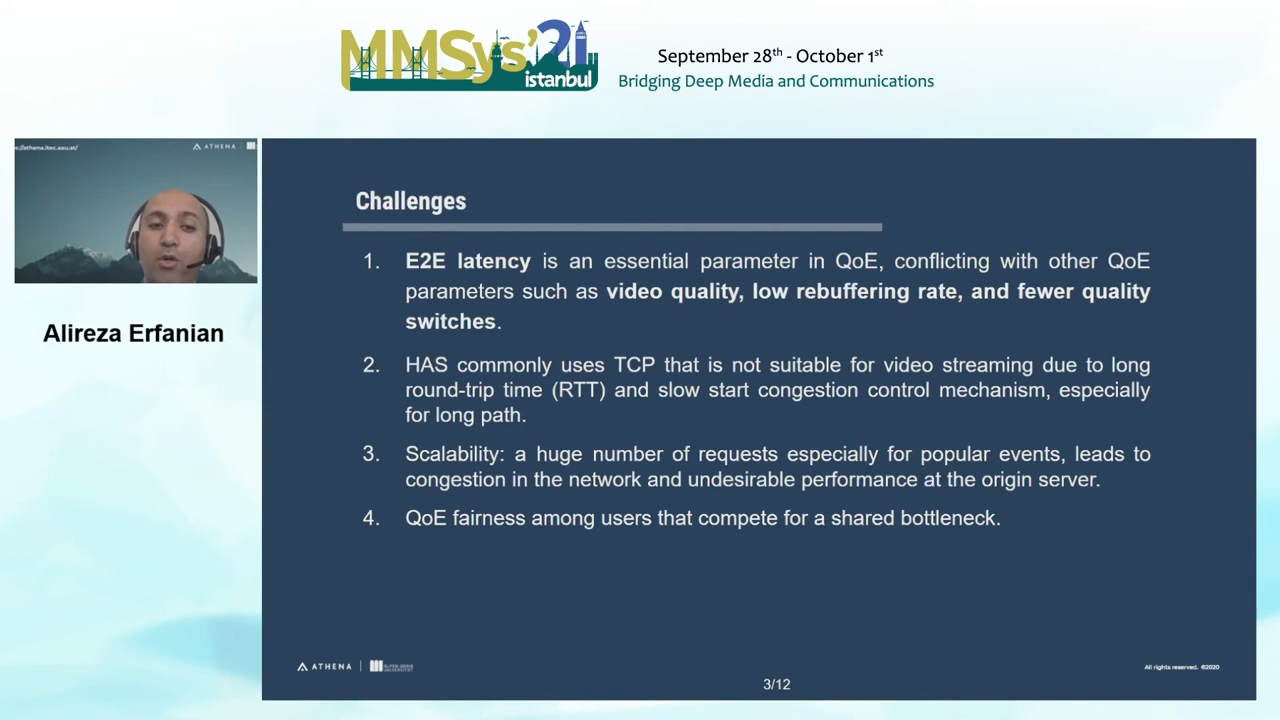 MMSys'21
istanbul
September 28th - October 1st
Bridging Deep Media and Communications
://athena.itec.aau.at/
ATHENA
Alireza Erfanian
Challenges
1. E2E latency is an essential parameter in QoE, conflicting with other QoE
parameters such as video quality, low rebuffering rate, and fewer quality
switches.
2. HAS commonly uses TCP that is not suitable for video streaming due to long
round-trip time (RTT) and slow start congestion control mechanism, especially
for long path.
3. Scalability: a huge number of requests especially for popular events, leads to
congestion in the network and undesirable performance at the origin server.
4. QoE fairness among users that compete for a shared bottleneck.
ATHENA
All rights reserved. ©2020
3/12